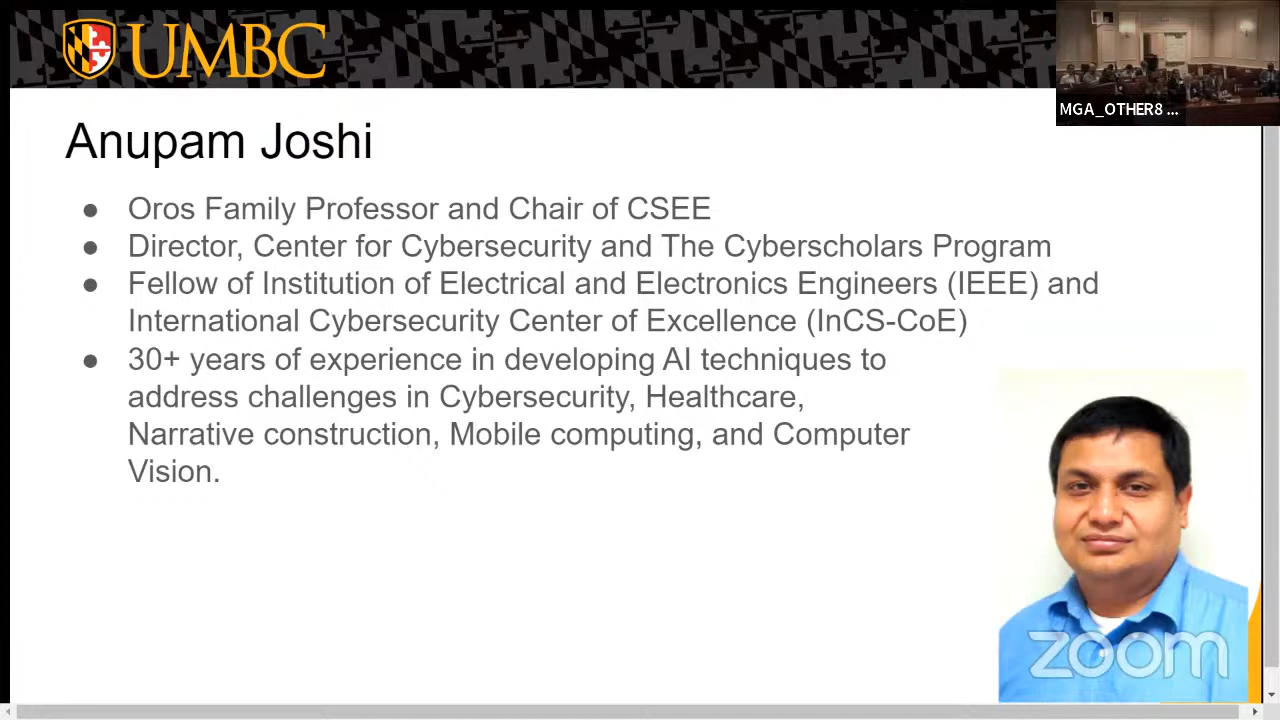 UMBC
MGA_OTHER8 ...
Anupam Joshi
● Oros Family Professor and Chair of CSEE
● Director, Center for Cybersecurity and The Cyberscholars Program
● Fellow of Institution of Electrical and Electronics Engineers (IEEE) and
International Cybersecurity Center of Excellence (InCS-CoE)
● 30+ years of experience in developing AI techniques to
address challenges in Cybersecurity, Healthcare,
Narrative construction, Mobile computing, and Computer
Vision.
zoom